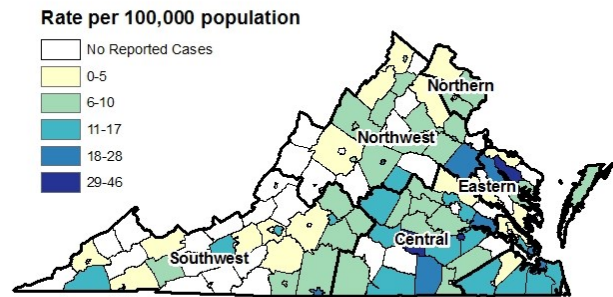 Rate per 100,000 population
No Reported Cases
0-5
6-10
11-17
18-28
29-46
Northern
Northwest
Eastern
Central
Southwest